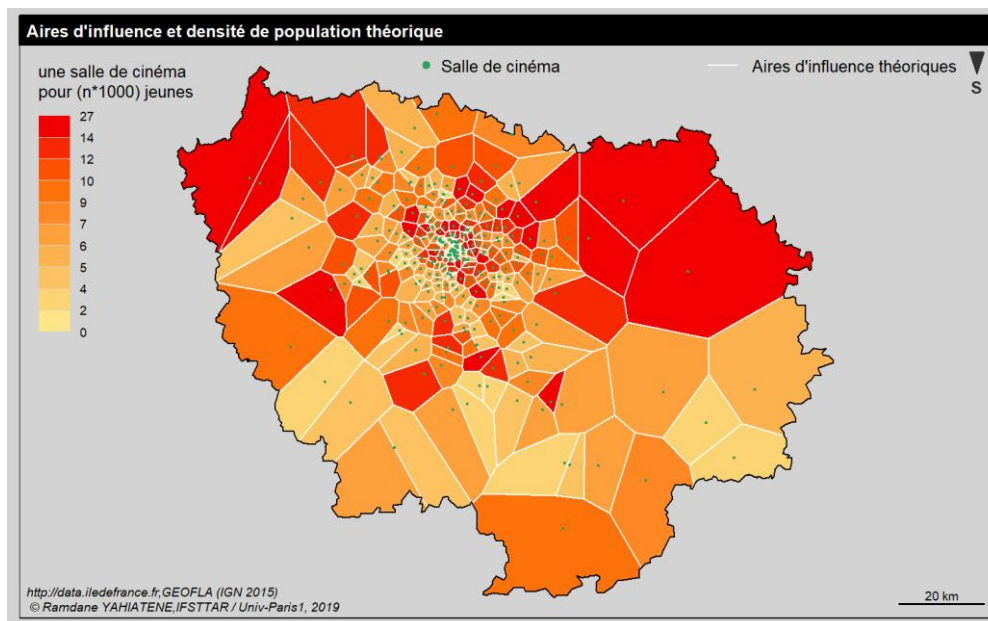 Aires d'influence et densité de population théorique
une salle de cinéma
pour (n*1000) jeunes
Salle de cinéma
Aires d'influence théoriques
S
27
14
12
10
9
7
6
5
4
2
0
http://data.iledefrance.fr,GEOFLA (IGN 2015)
© Ramdane YAHIATENE,IFSTTAR / Univ-Paris1, 2019
20 km